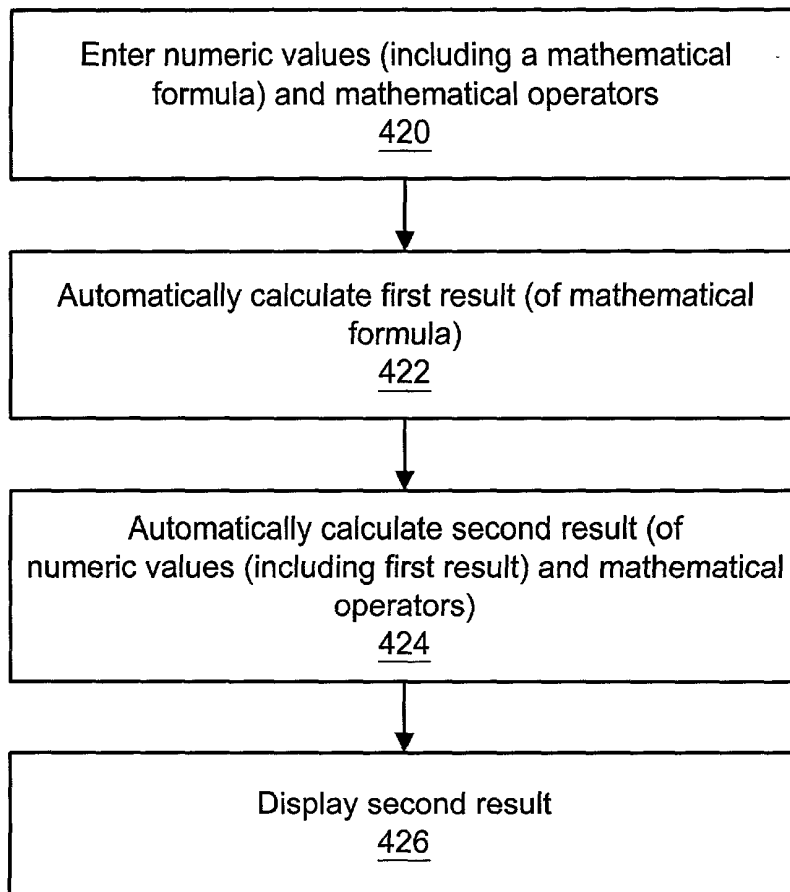 Enter numeric values (including a mathematical
formula) and mathematical operators
420
Automatically calculate first result (of mathematical
formula)
422
Automatically calculate second result (of
numeric values (including first result) and mathematical
operators)
424
Display second result
426